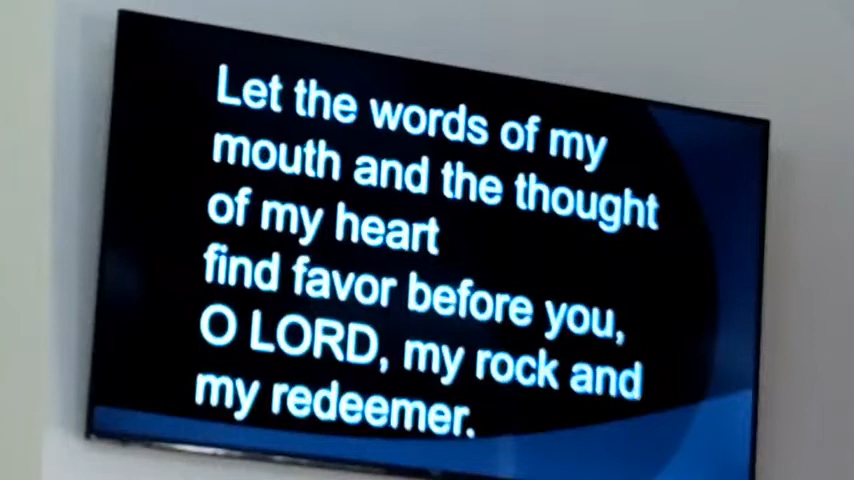 Let the words of my
mouth and the thought
of my heart
find favor before you,
O LORD, my rock and
my redeemer.